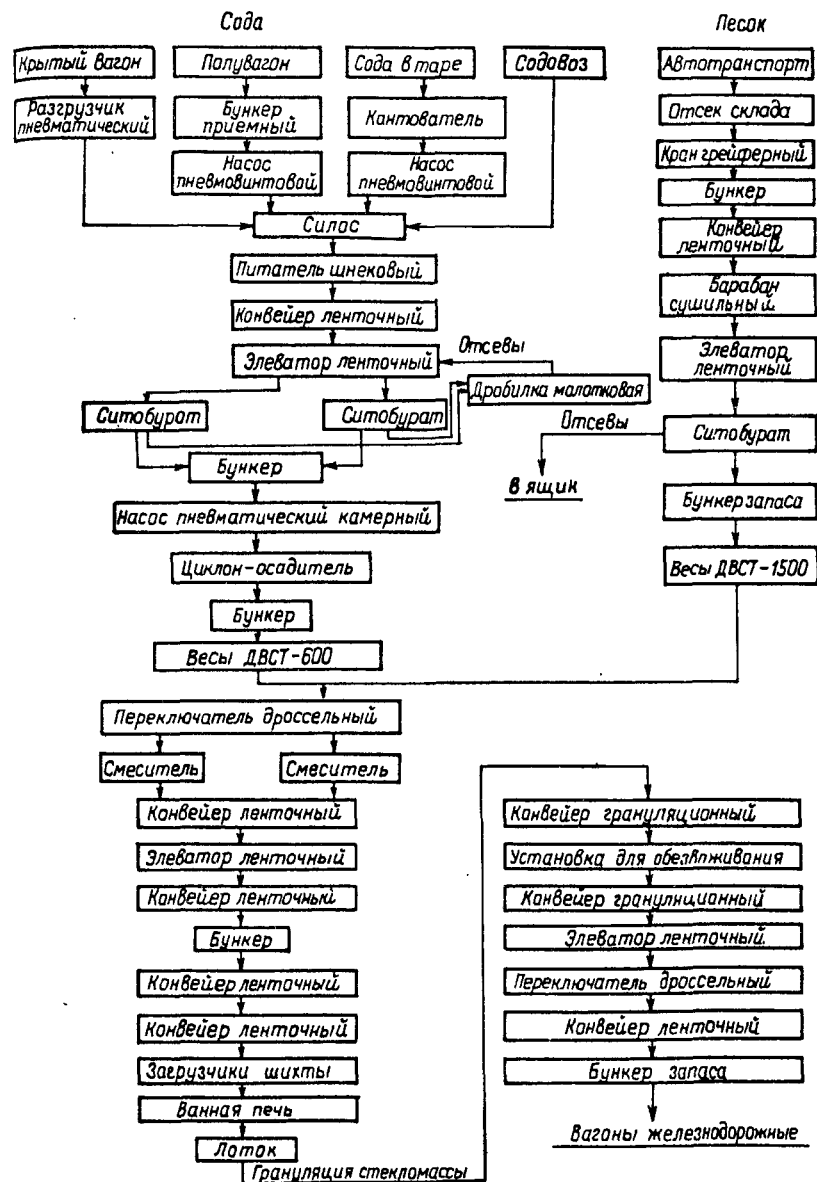 Сода
Крытый вагон
Полувагон
Сода в таре
Содовоз
Разгрузчик
пневматический
Бункер
приемный
Кантователь
Насос
пневмовинтовой
Насос
пневмовинтовой
Силос
Питатель шнековый
Конвейер ленточный
Элеватор ленточный
Отсевы
Дробилка молотковая
Ситобурат
Ситобурат
Бункер
Насос пневматический камерный
Циклон-осадитель
Бункер
Весы ДВСТ-600
Песок
Автотранспорт
Отсек склада
Кран грейферный
Бункер
Конвейер
ленточный
Барабан
сушильный
Элеватор
ленточный
Отсевы
Ситобурат
в ящик
Бункер запаса
Весы ДВСТ-1500
Переключатель дроссельный
Смеситель
Смеситель
Конвейер ленточный
Элеватор ленточный
Конвейер ленточный
Бункер
Конвейер ленточный
Конвейер ленточный
Загрузчики шихты
Ванная печь
Лоток
Грануляция стекломассы
Конвейер грануляционный
Установка для обезвоживания
Конвейер грануляционный
Элеватор ленточный.
Переключатель дроссельный
Конвейер ленточный
Бункер запаса
Вагоны железнодорожные